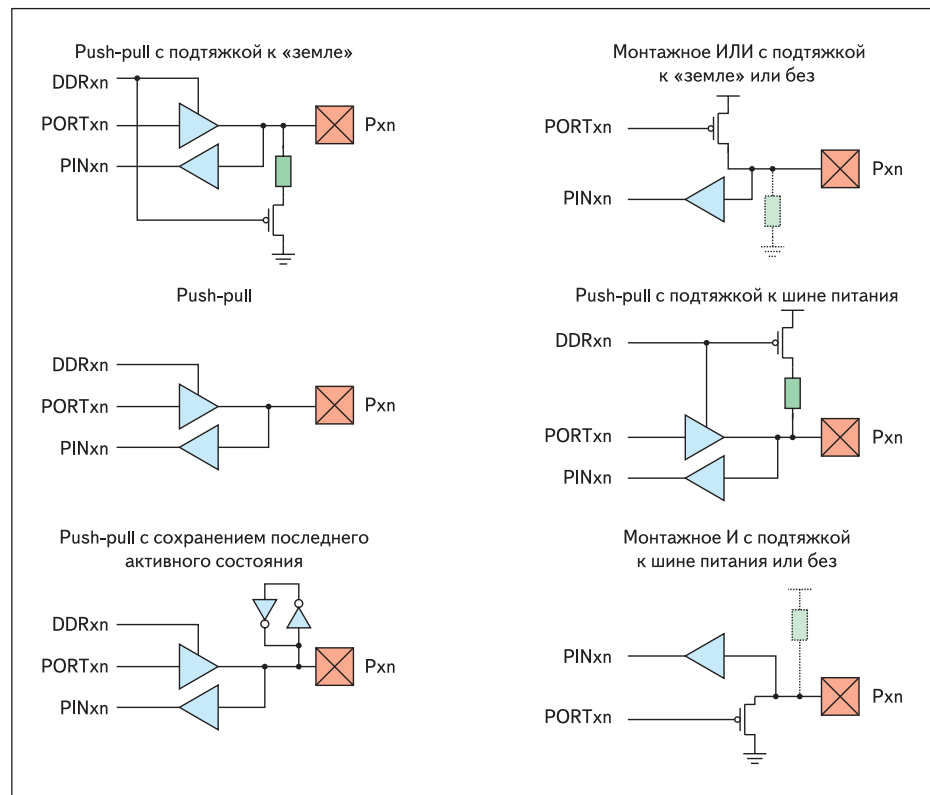 Push-pull с подтяжкой к «земле»
DDRxn
PORTxn
PINxn
Pxn
Монтажное ИЛИ с подтяжкой
к «земле» или без
PORTxn
PINxn
Pxn
Push-pull
DDRxn
PORTxn
PINxn
Pxn
Push-pull с подтяжкой к шине питания
DDRxn
PORTxn
PINxn
Pxn
Push-pull с сохранением последнего
активного состояния
DDRxn
PORTxn
PINxn
Pxn
Монтажное И с подтяжкой
к шине питания или без
PINxn
PORTxn
Pxn